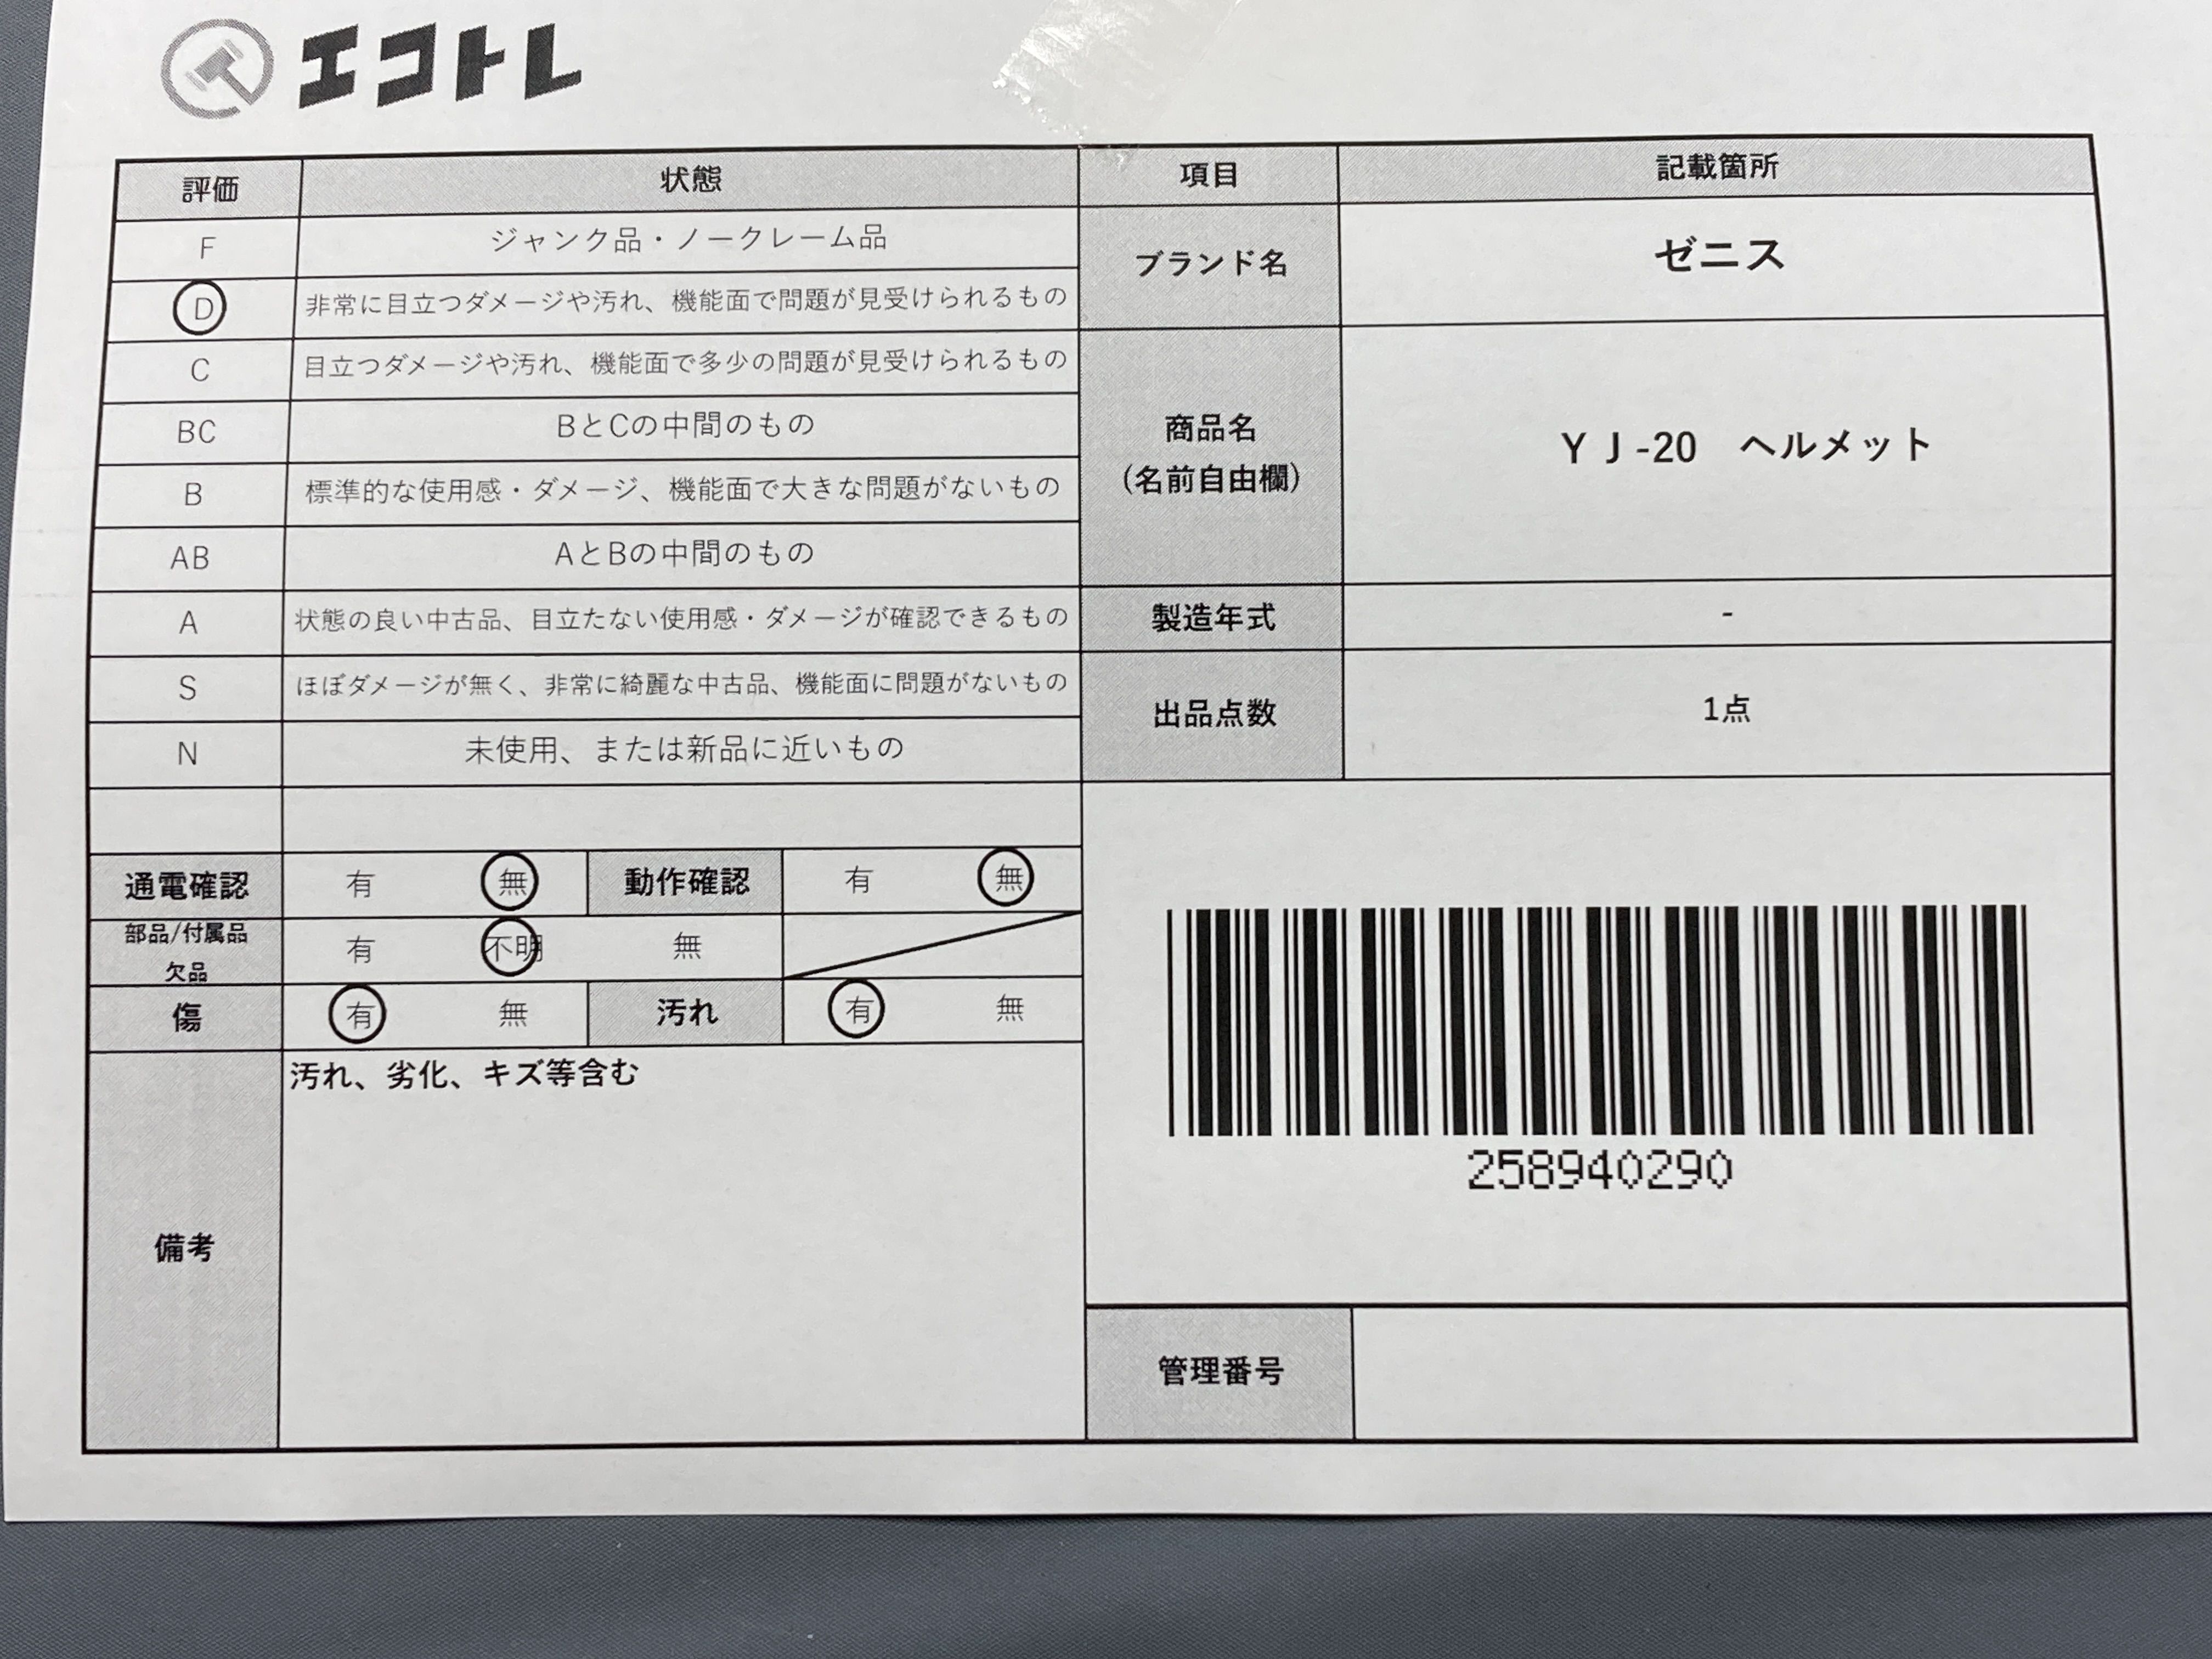 エコトレ
評価 状態 項目 記載箇所
F ジャンク品・ノークレーム品
D 非常に目立つダメージや汚れ、機能面で問題が見受けられるもの
ブランド名 ゼニス
C 目立つダメージや汚れ、機能面で多少の問題が見受けられるもの
BC BとCの中間のもの
商品名
(名前自由欄)
ＹＪ-20　ヘルメット
B 標準的な使用感・ダメージ、機能面で大きな問題がないもの
AB AとBの中間のもの
A 状態の良い中古品、目立たない使用感・ダメージが確認できるもの
製造年式 -
S ほぼダメージが無く、非常に綺麗な中古品、機能面に問題がないもの
出品点数 1点
N 未使用、または新品に近いもの
通電確認 有 無 動作確認 有 無
部品/付属品
欠品
有 不明 無
傷 有 無 汚れ 有 無
備考
汚れ、劣化、キズ等含む
258940290
管理番号